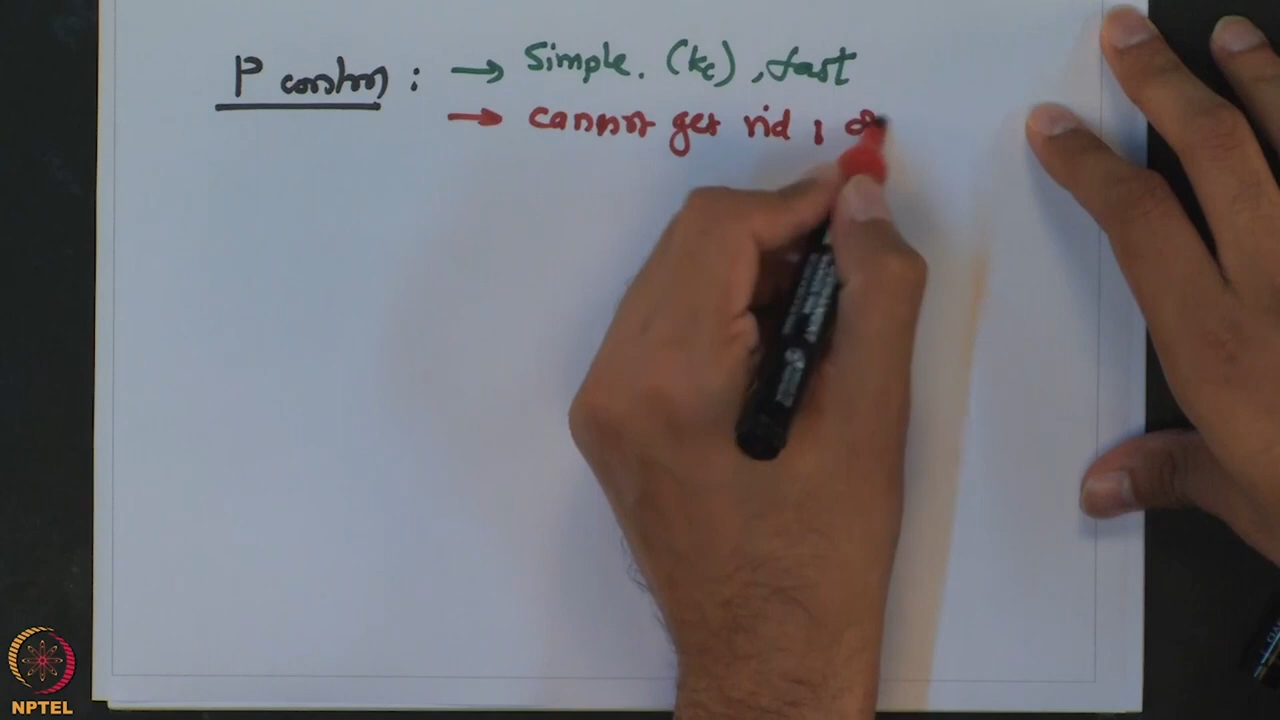 P control : → Simple. (kc), fast
→ cannot get rid of
NPTEL